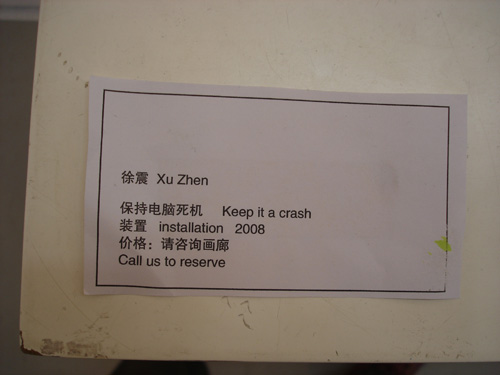 徐震 Xu Zhen
保持电脑死机 Keep it a crash
装置 installation 2008
价格：请咨询画廊
Call us to reserve